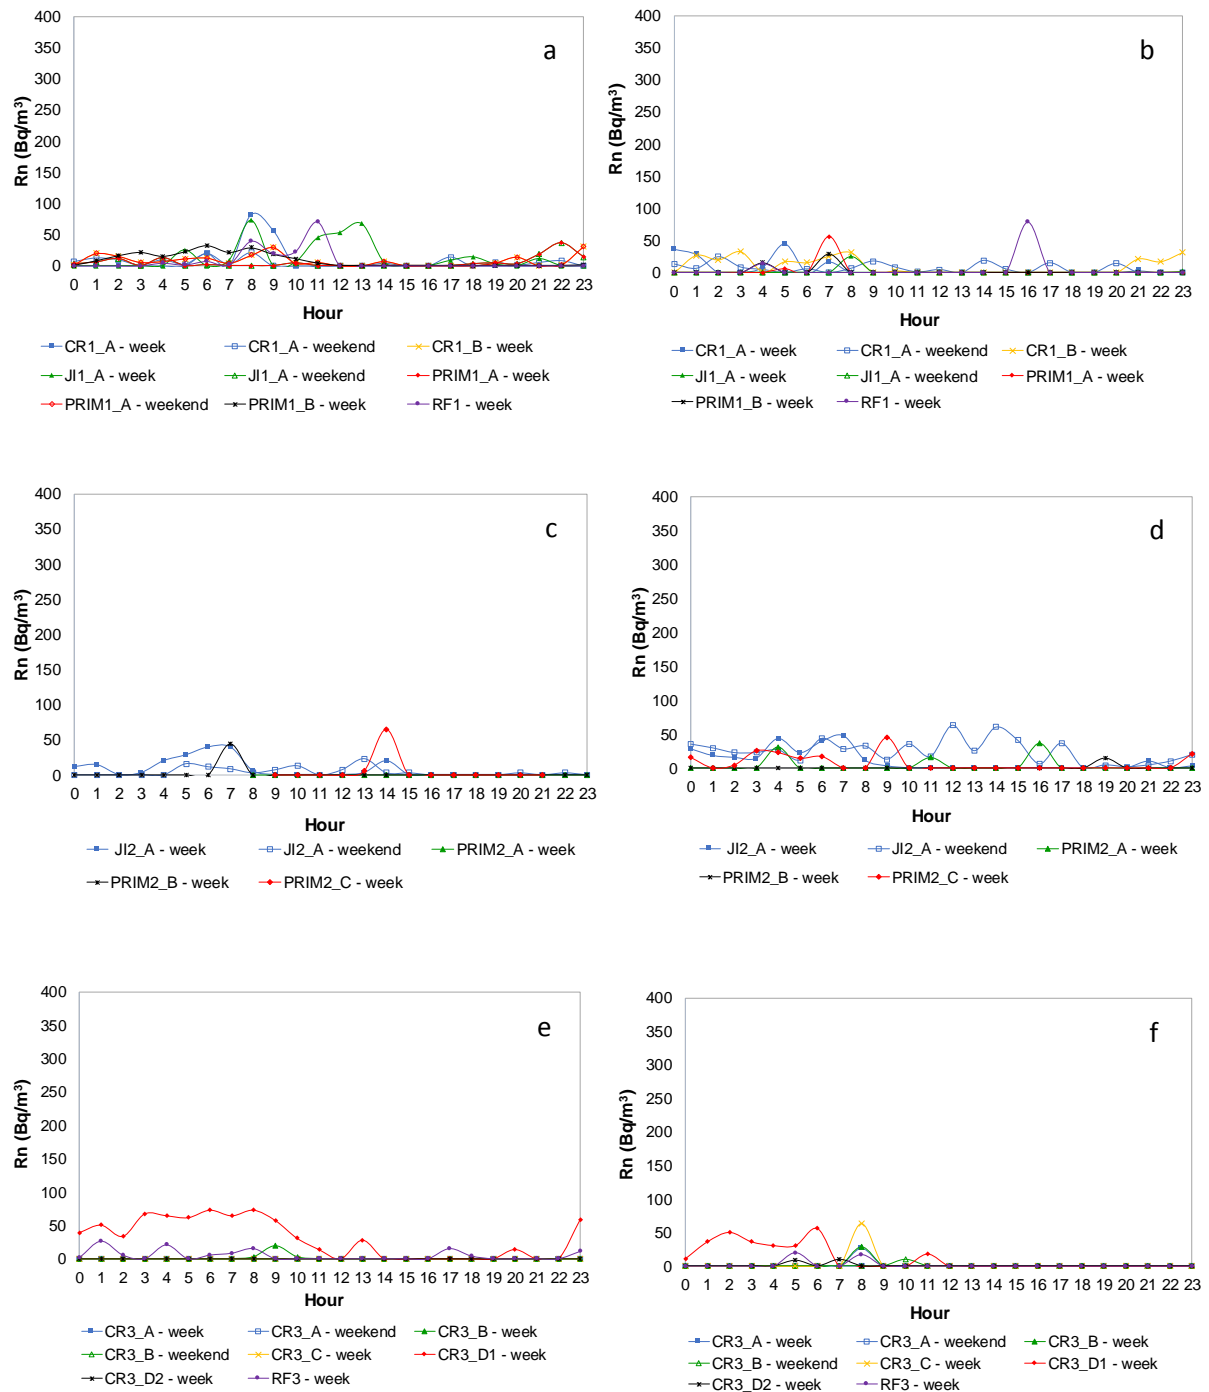 a
400
350
300
250
200
150
100
50
0
Rn (Bq/m³)
0 1 2 3 4 5 6 7 8 9 10 11 12 13 14 15 16 17 18 19 20 21 22 23
Hour
CR1_A - week CR1_A - weekend CR1_B - week
JI1_A - week JI1_A - weekend PRIM1_A - week
PRIM1_A - weekend PRIM1_B - week RF1 - week
b
400
350
300
250
200
150
100
50
0
Rn (Bq/m³)
0 1 2 3 4 5 6 7 8 9 10 11 12 13 14 15 16 17 18 19 20 21 22 23
Hour
CR1_A - week CR1_A - weekend CR1_B - week
JI1_A - week JI1_A - weekend PRIM1_A - week
PRIM1_B - week RF1 - week
c
400
350
300
250
200
150
100
50
0
Rn (Bq/m³)
0 1 2 3 4 5 6 7 8 9 10 11 12 13 14 15 16 17 18 19 20 21 22 23
Hour
JI2_A - week JI2_A - weekend PRIM2_A - week
PRIM2_B - week PRIM2_C - week
d
400
350
300
250
200
150
100
50
0
Rn (Bq/m³)
0 1 2 3 4 5 6 7 8 9 10 11 12 13 14 15 16 17 18 19 20 21 22 23
Hour
JI2_A - week JI2_A - weekend PRIM2_A - week
PRIM2_B - week PRIM2_C - week
e
400
350
300
250
200
150
100
50
0
Rn (Bq/m³)
0 1 2 3 4 5 6 7 8 9 10 11 12 13 14 15 16 17 18 19 20 21 22 23
Hour
CR3_A - week CR3_A - weekend CR3_B - week
CR3_B - weekend CR3_C - week CR3_D1 - week
CR3_D2 - week RF3 - week
f
400
350
300
250
200
150
100
50
0
Rn (Bq/m³)
0 1 2 3 4 5 6 7 8 9 10 11 12 13 14 15 16 17 18 19 20 21 22 23
Hour
CR3_A - week CR3_A - weekend CR3_B - week
CR3_B - weekend CR3_C - week CR3_D1 - week
CR3_D2 - week RF3 - week